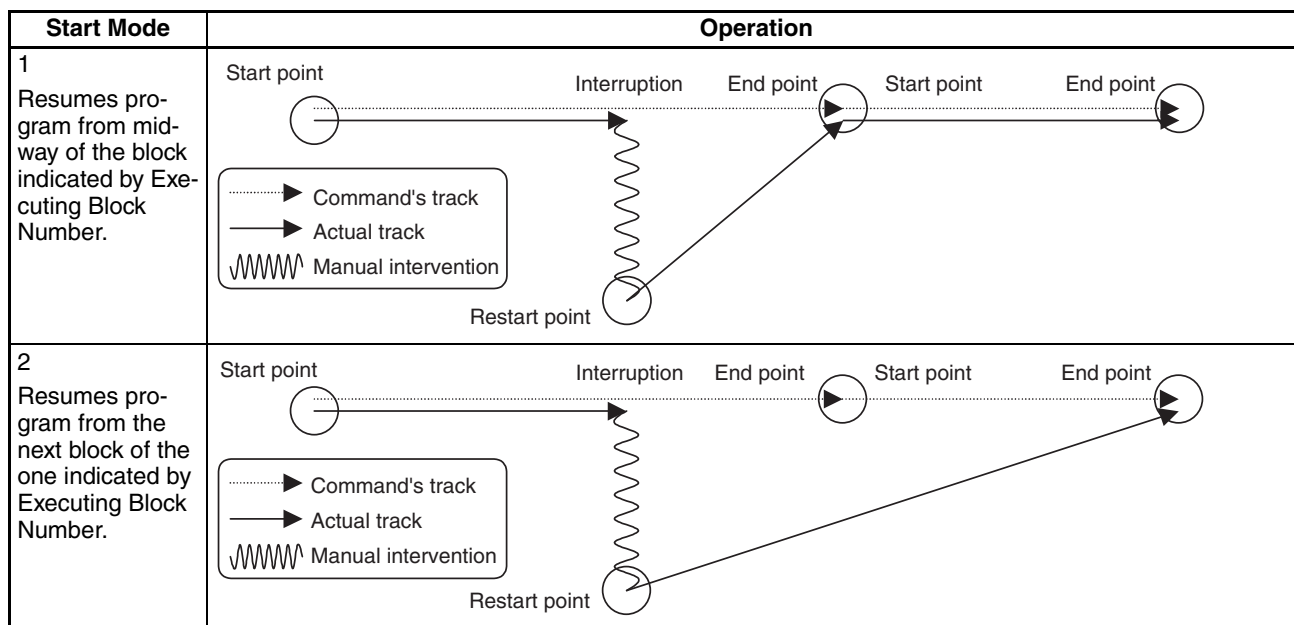 Start Mode
Operation
1
Resumes pro-
gram from mid-
way of the block
indicated by Exe-
cuting Block
Number.
Start point
Interruption
End point
Start point
End point
Command's track
Actual track
Manual intervention
Restart point
2
Resumes pro-
gram from the
next block of the
one indicated by
Executing Block
Number.
Start point
Interruption
End point
Start point
End point
Command's track
Actual track
Manual intervention
Restart point